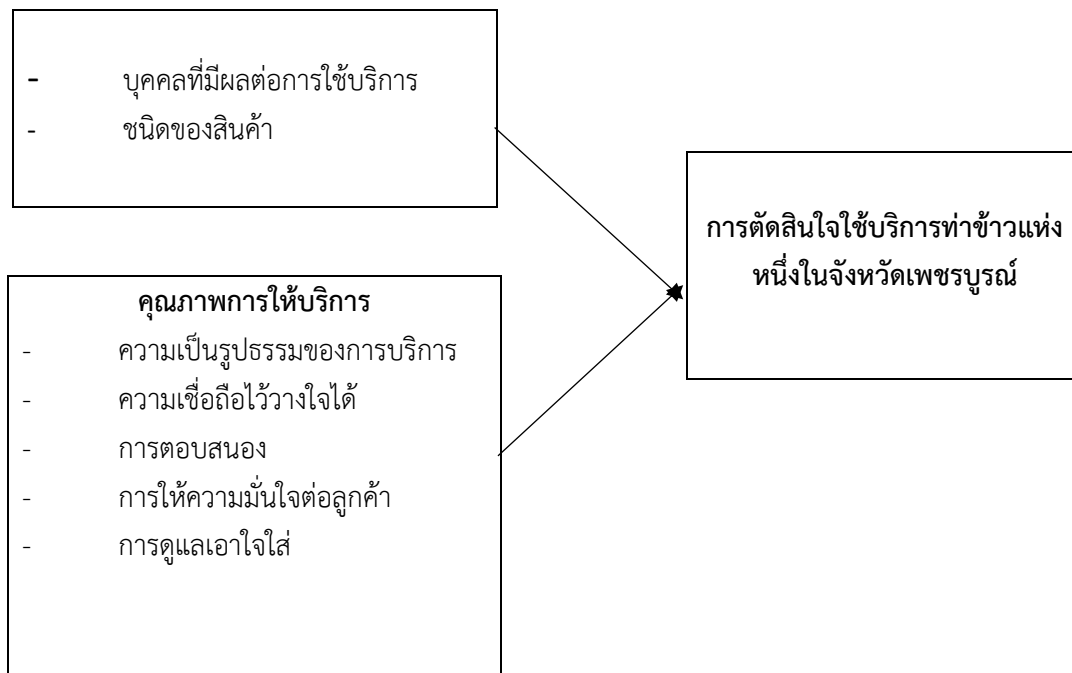 - บุคคลที่มีผลต่อการใช้บริการ
- ชนิดของสินค้า
คุณภาพการให้บริการ
- ความเป็นรูปธรรมของการบริการ
- ความเชื่อถือไว้วางใจได้
- การตอบสนอง
- การให้ความมั่นใจต่อลูกค้า
- การดูแลเอาใจใส่
การตัดสินใจใช้บริการท่าข้าวแห่ง
หนึ่งในจังหวัดเพชรบูรณ์